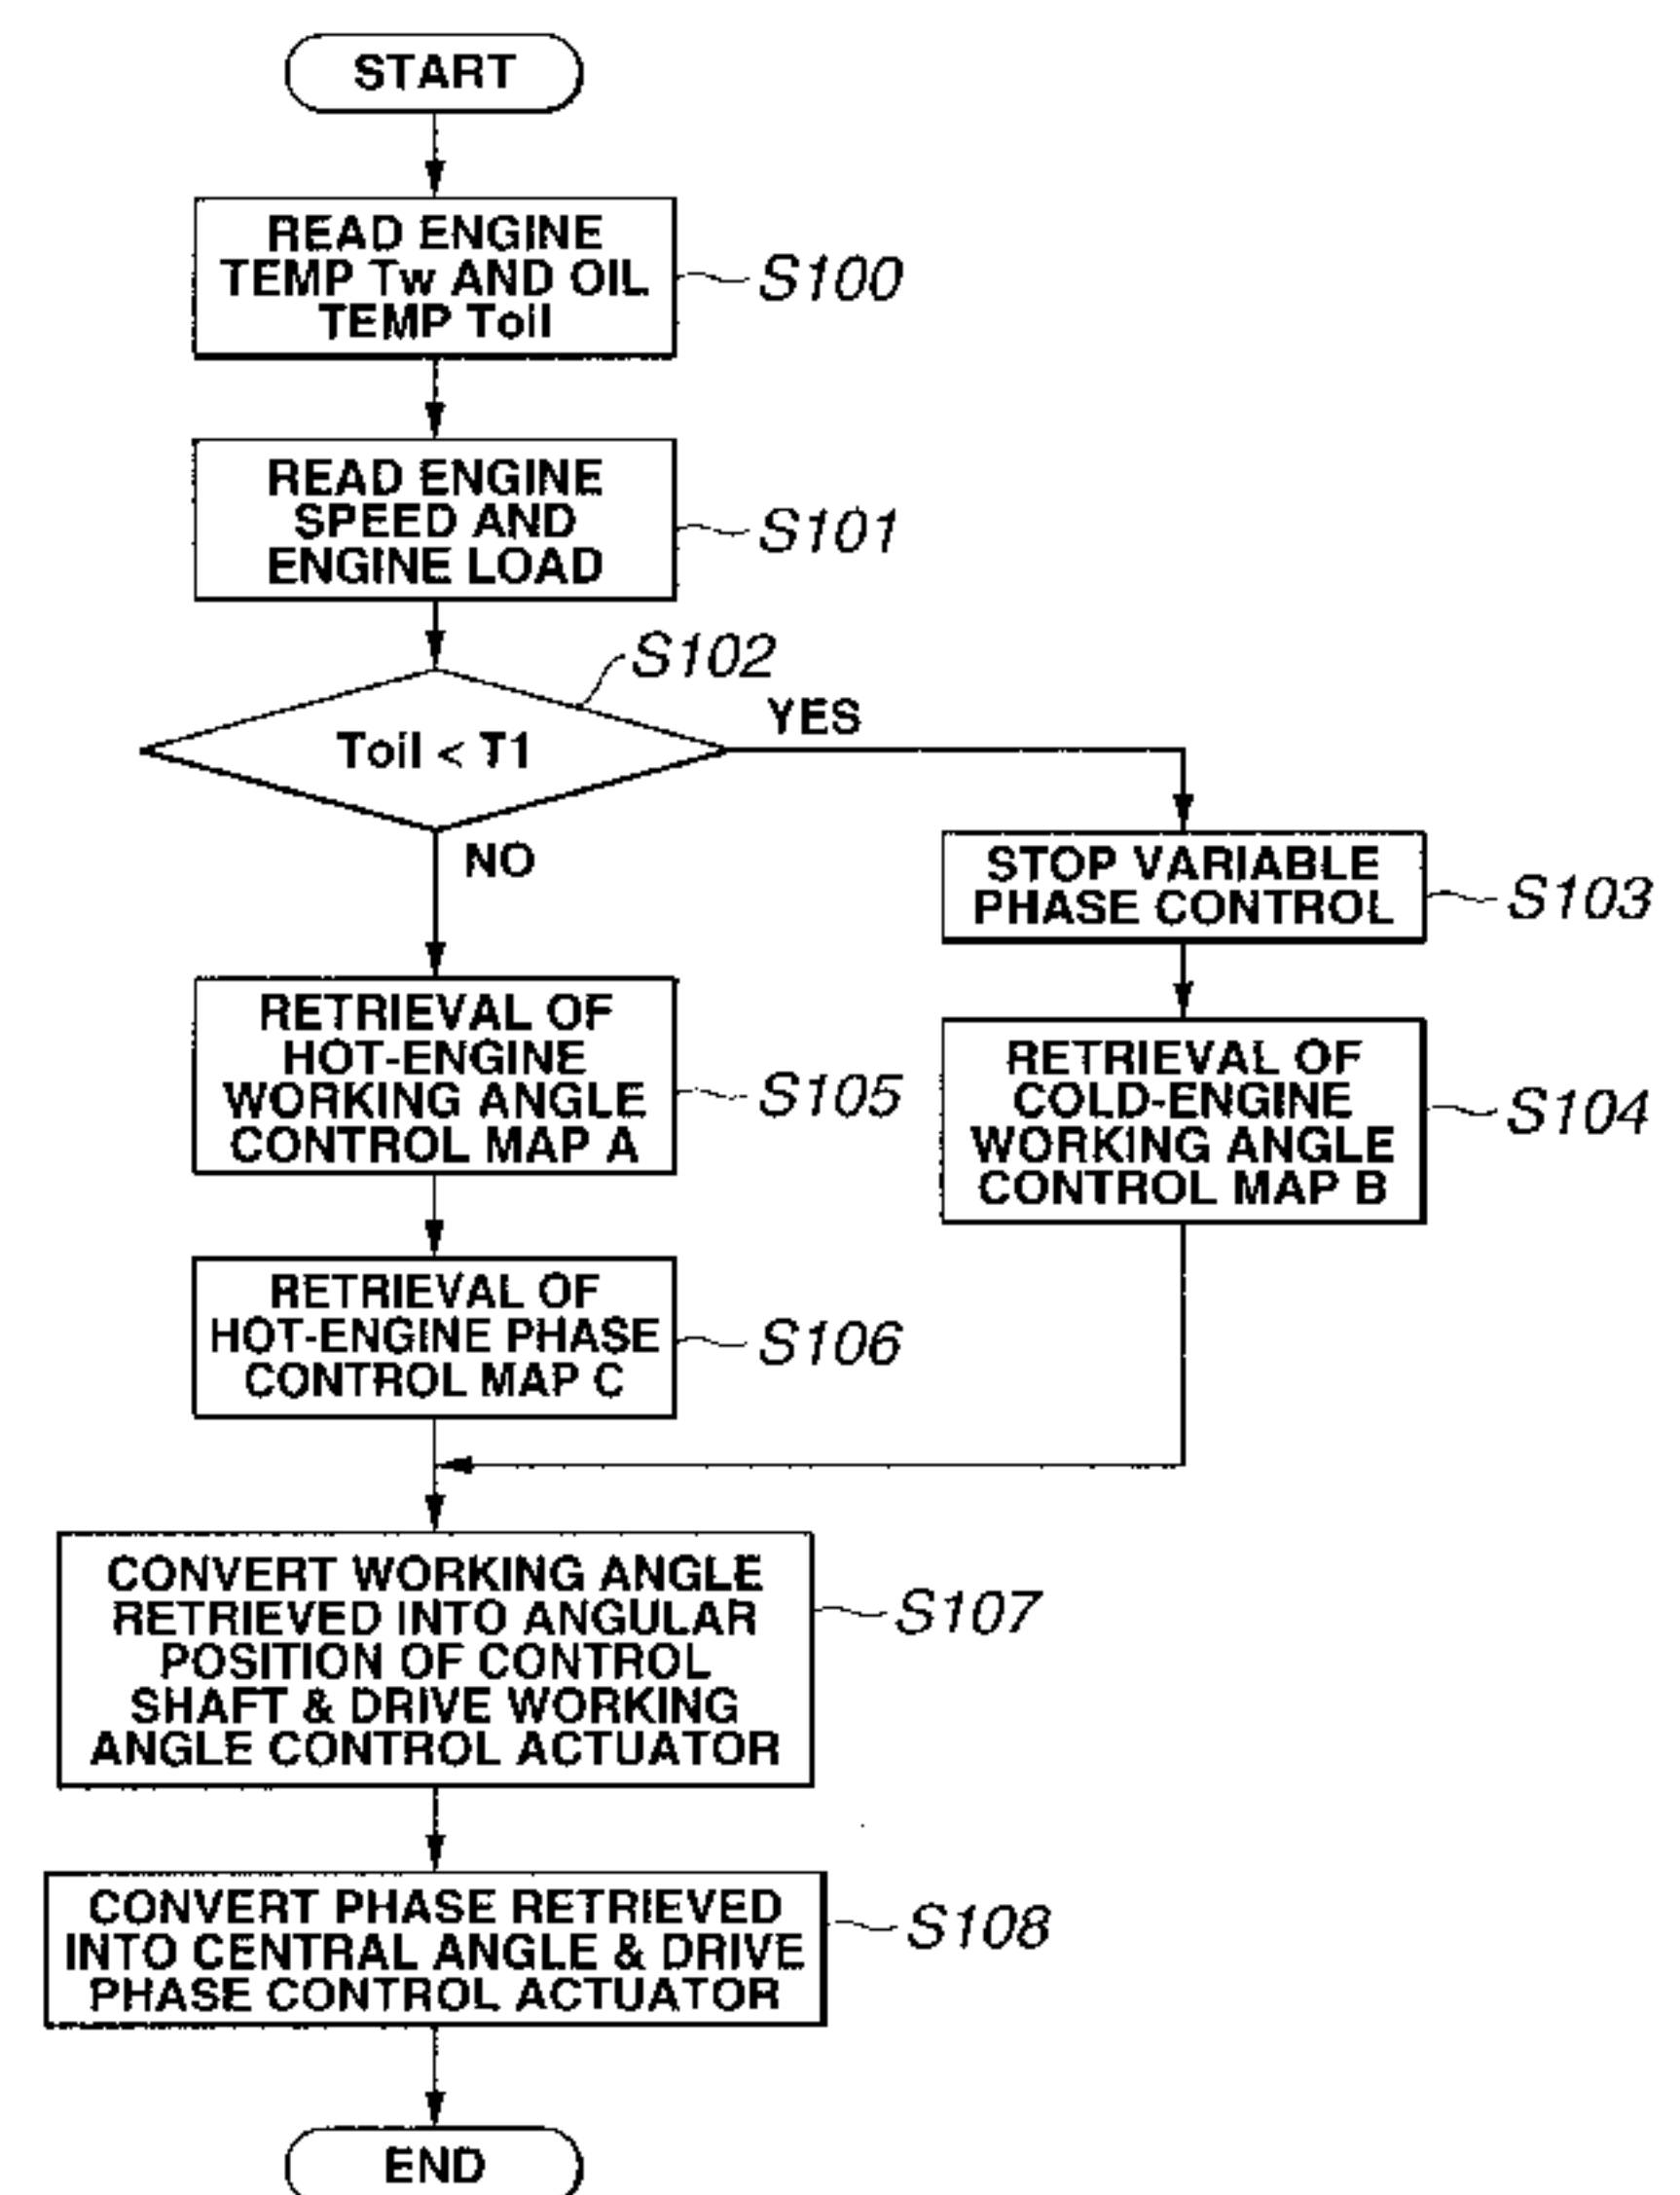 START
READ ENGINE
TEMP Tw AND OIL
TEMP Toil
S100
READ ENGINE
SPEED AND
ENGINE LOAD
S101
S102
Toil < T1
YES
NO
STOP VARIABLE
PHASE CONTROL
S103
RETRIEVAL OF
COLD-ENGINE
WORKING ANGLE
CONTROL MAP B
S104
RETRIEVAL OF
HOT-ENGINE
WORKING ANGLE
CONTROL MAP A
S105
RETRIEVAL OF
HOT-ENGINE PHASE
CONTROL MAP C
S106
CONVERT WORKING ANGLE
RETRIEVED INTO ANGULAR
POSITION OF CONTROL
SHAFT & DRIVE WORKING
ANGLE CONTROL ACTUATOR
S107
CONVERT PHASE RETRIEVED
INTO CENTRAL ANGLE & DRIVE
PHASE CONTROL ACTUATOR
S108
END